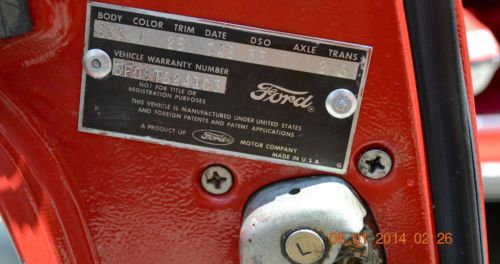 BODY COLOR TRIM DATE DSO AXLE TRANS
VEHICLE WARRANTY NUMBER
NOT FOR TITLE OR
REGISTRATION PURPOSES
Ford
THIS VEHICLE IS MANUFACTURED UNDER UNITED STATES
AND FOREIGN PATENTS AND PATENT APPLICATIONS
A PRODUCT OF Ford MOTOR COMPANY
MADE IN U.S.A. G
L
2014 02:26